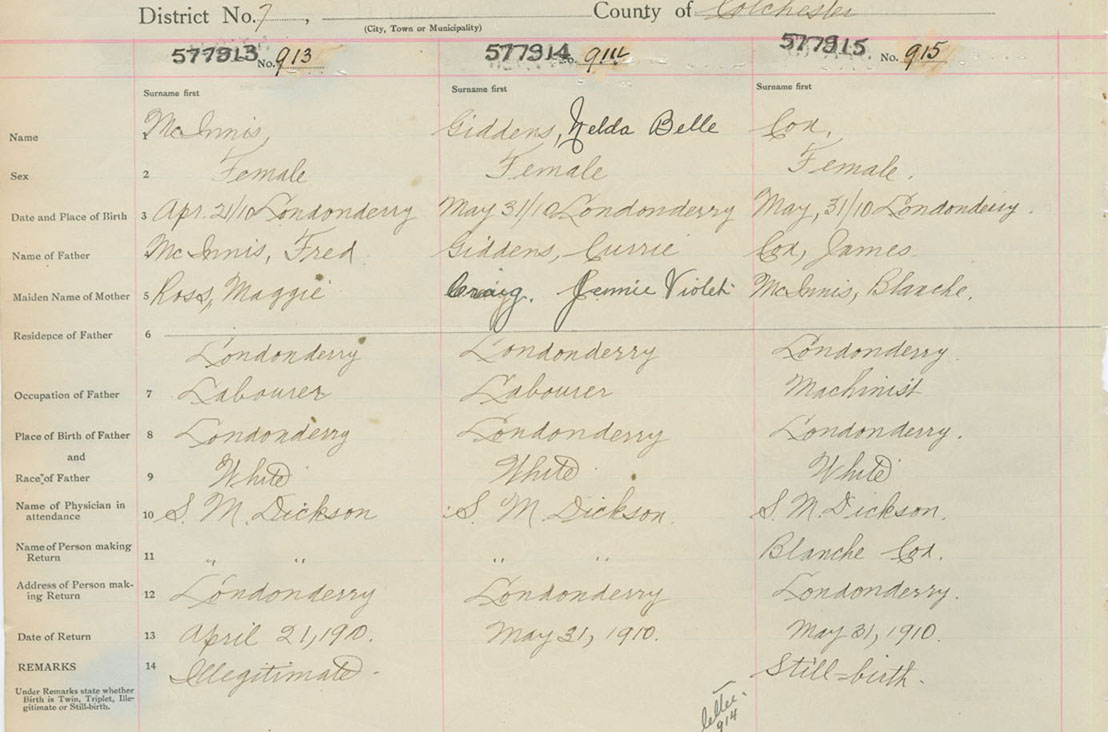 District No. 7, County of Colchester
(City, Town or Municipality)
577913 No. 913 577914 No. 914 577915 No. 915
Surname first Surname first Surname first
Name 1 McInnis, Giddens, Zelda Belle Cox,
Sex 2 Female Female Female.
Date and Place of Birth 3 Apr. 21/10 Londonderry May 31/10 Londonderry May, 31/10 Londonderry.
Name of Father 4 McInnis, Fred Giddens, Currie Cox, James
Maiden Name of Mother 5 Ross, Maggie Craig, Jennie Violet McInnis, Blanche,
Residence of Father 6 Londonderry Londonderry Londonderry.
Occupation of Father 7 Labourer Labourer Machinist
Place of Birth of Father 8 Londonderry Londonderry Londonderry.
and
Race of Father 9 White White White
Name of Physician in
attendance 10 S. M. Dickson S. M. Dickson. S. M. Dickson.
Name of Person making
Return 11 " " " " Blanche Cox.
Address of Person mak-
ing Return 12 Londonderry Londonderry Londonderry.
Date of Return 13 April 21, 1910. May 31, 1910. May 31, 1910.
REMARKS 14 Illegitimate. Still-birth.
Under Remarks state whether
Birth is Twin, Triplet, Ille-
gitimate or Still-birth.
letter
914